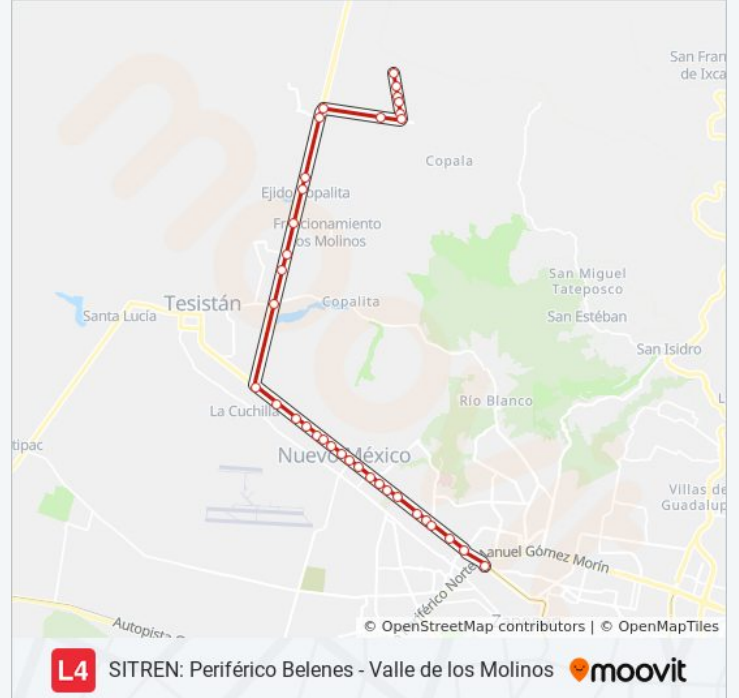 San Fran
de Ixca
Copala
Ejido Copalita
Fraccionamiento
Los Molinos
San Miguel
Tateposco
Tesistán
Copalita
Santa Lucía
San Estéban
San Isidro
La Cuchilla
Río Blanco
L
tipac
Nuevo México
Villas de
Guadalup
Manuel Gómez Morín
Periférico Norte
Autopista G
Zap
© OpenStreetMap contributors | © OpenMapTiles
L4 SITREN: Periférico Belenes - Valle de los Molinos moovit